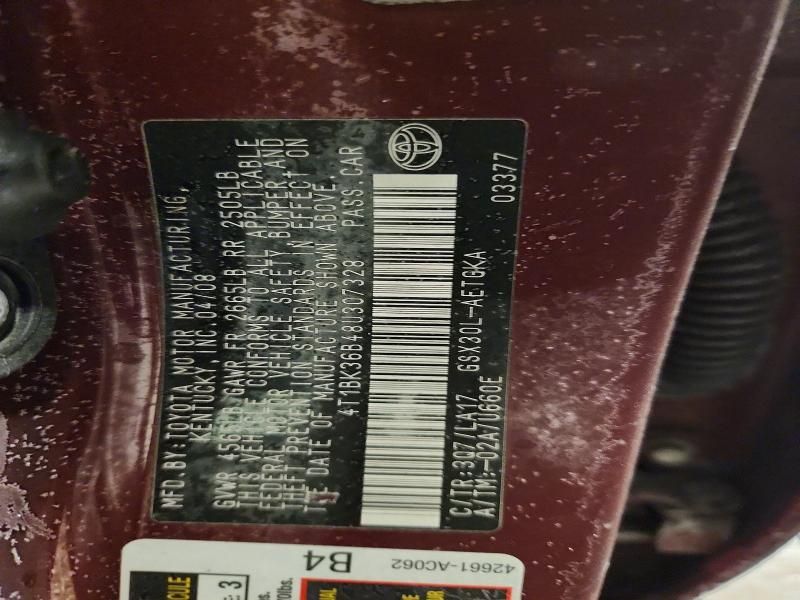 MFD. BY: TOYOTA MOTOR MANUFACTURING,
KENTUCKY INC. 04/08
GVWR 4561LB GAWR FR 2665LB RR 2505LB
THIS VEHICLE CONFORMS TO ALL APPLICABLE
FEDERAL MOTOR VEHICLE SAFETY, BUMPER, AND
THEFT PREVENTION STANDARDS IN EFFECT ON
THE DATE OF MANUFACTURE SHOWN ABOVE.
4T1BK36B48U307328 PASS.CAR
C/TR:3Q7/LA17 GSX30L-AETGKA
A/TM:-02A/U660E 03377
B4
42661-AC062
3